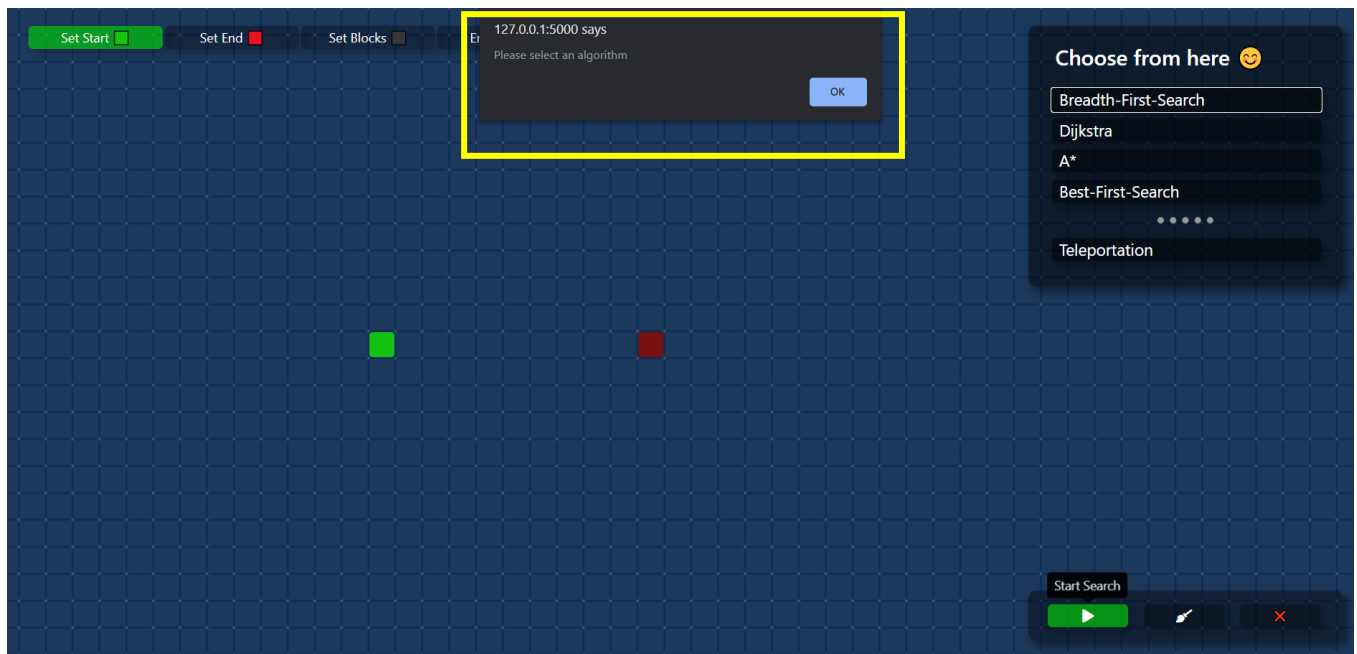 Set Start
Set End
Set Blocks
127.0.0.1:5000 says
Please select an algorithm
OK
Choose from here 😊
Breadth-First-Search
Dijkstra
A*
Best-First-Search
Teleportation
Start Search